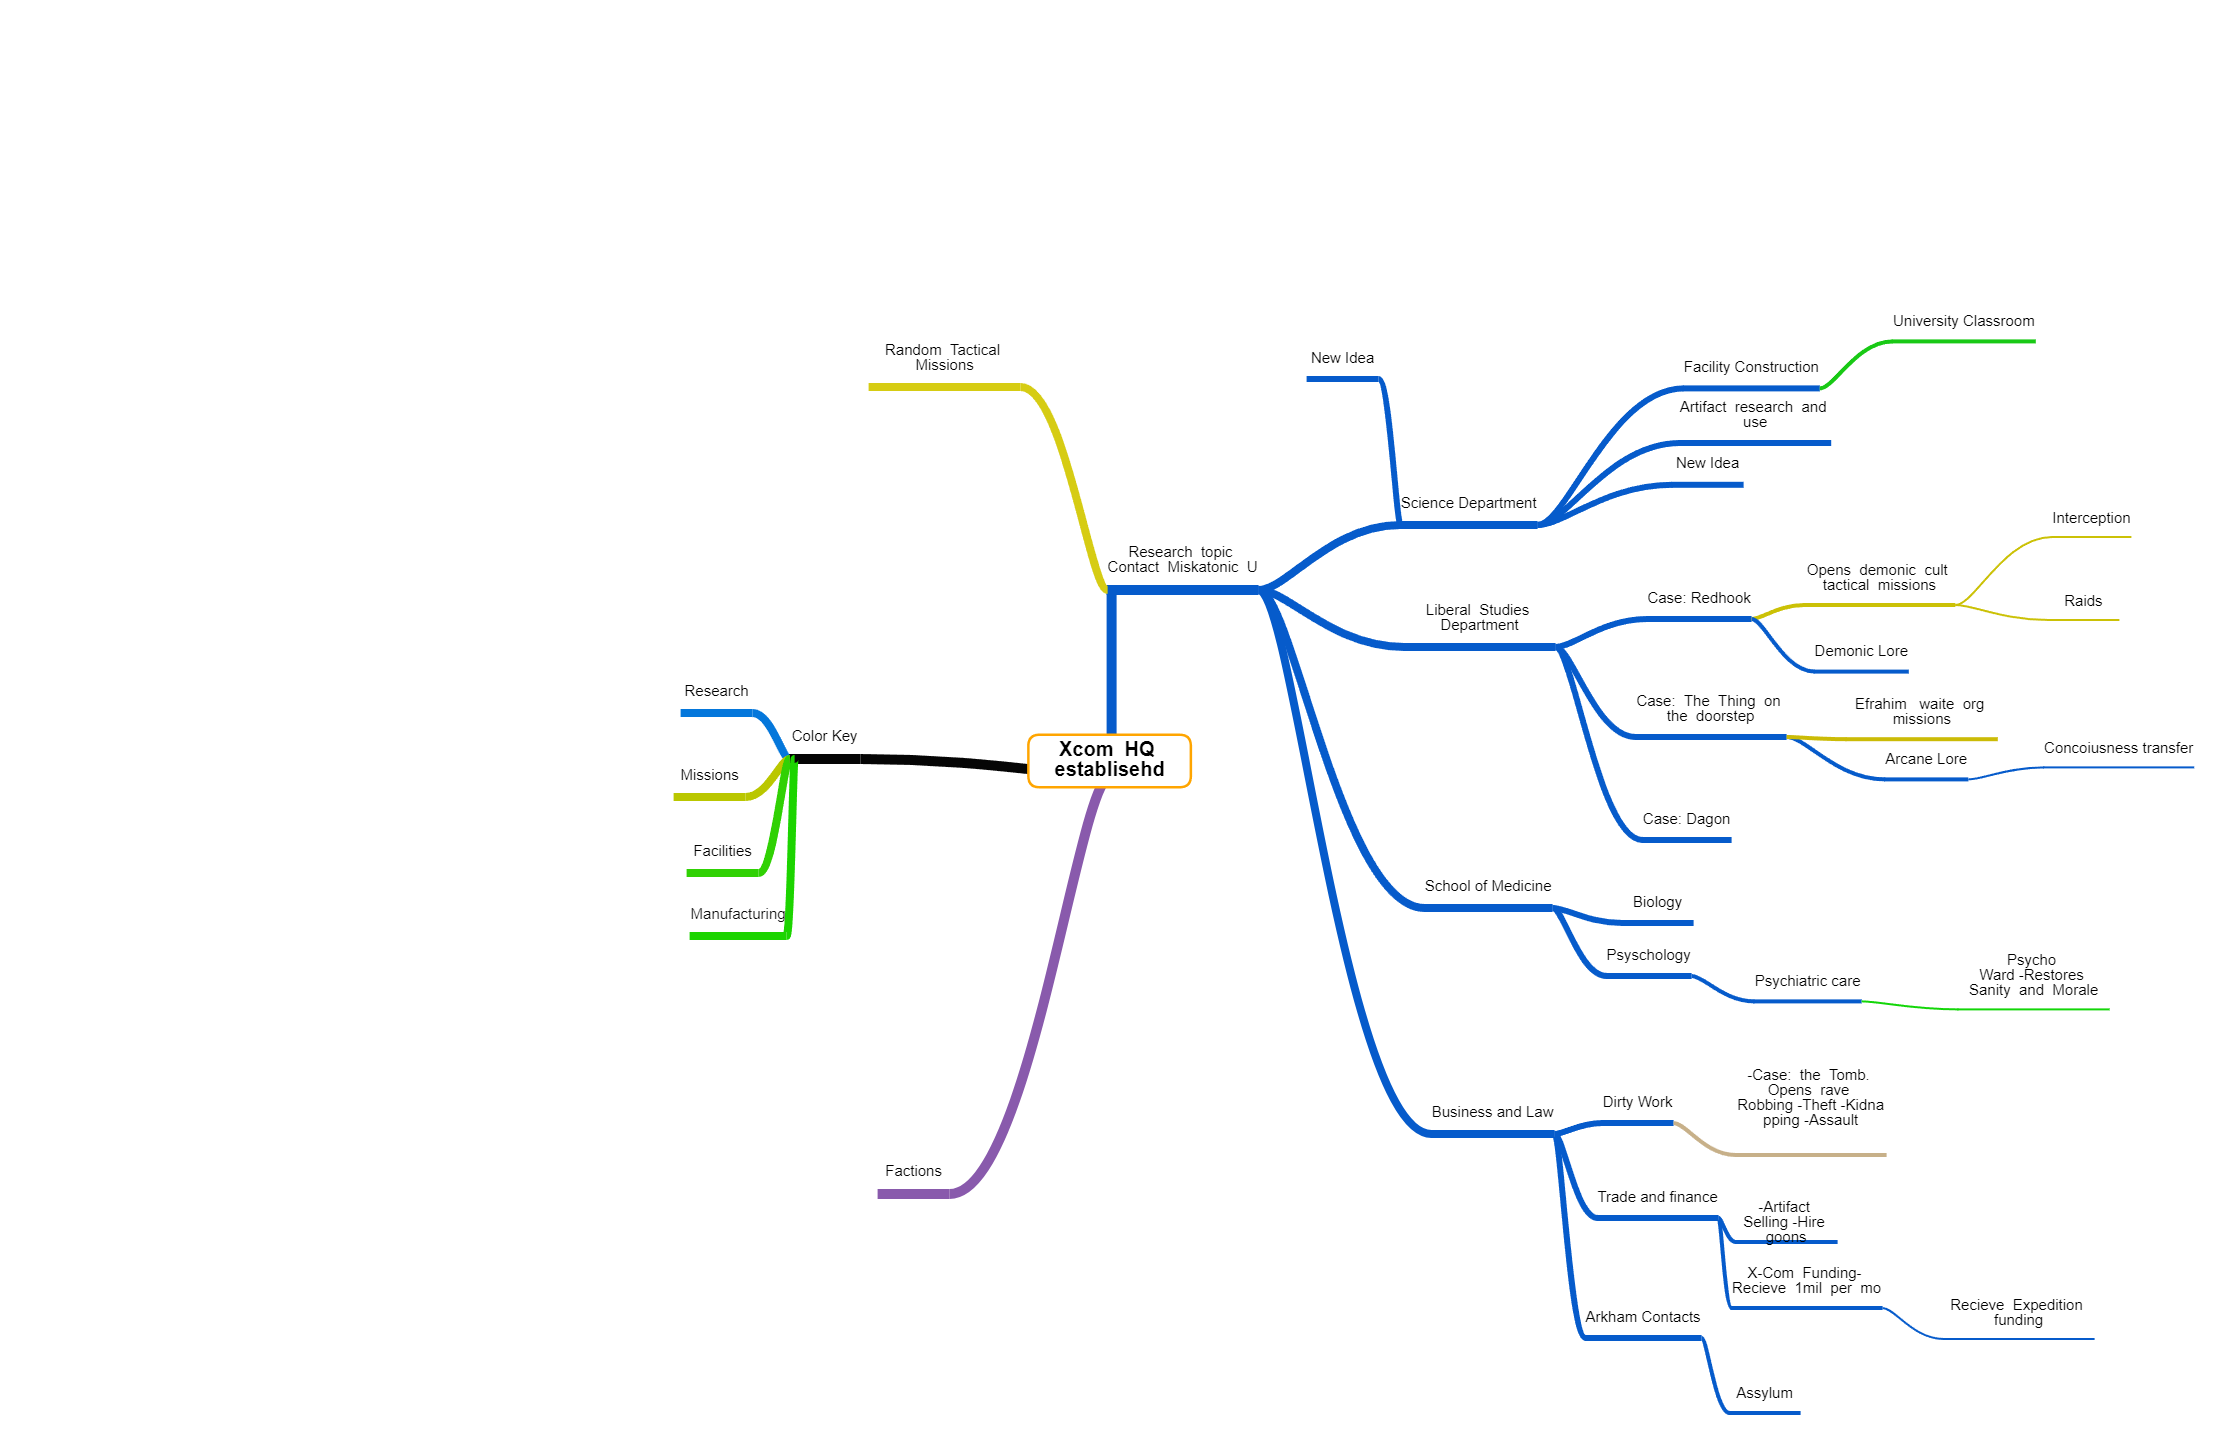 University Classroom
Random Tactical
Missions
New Idea
Facility Construction
Artifact research and
use
New Idea
Science Department
Interception
Research topic
Contact Miskatonic U
Opens demonic cult
tactical missions
Case: Redhook
Raids
Liberal Studies
Department
Demonic Lore
Research
Case: The Thing on
the doorstep
Efrahim waite org
missions
Color Key
Xcom HQ
establisehd
Concoiusness transfer
Arcane Lore
Missions
Case: Dagon
Facilities
School of Medicine
Biology
Manufacturing
Psyschology
Psychiatric care
Psycho
Ward -Restores
Sanity and Morale
-Case: the Tomb.
Opens rave
Robbing -Theft -Kidna
pping -Assault
Dirty Work
Business and Law
Factions
Trade and finance
-Artifact
Selling -Hire
goons
X-Com Funding-
Recieve 1mil per mo
Recieve Expedition
funding
Arkham Contacts
Assylum